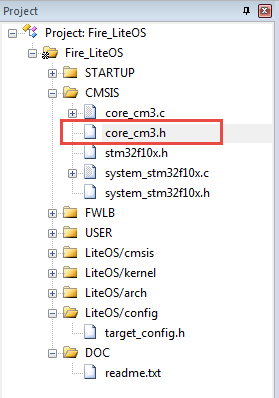 Project
Project: Fire_LiteOS
Fire_LiteOS
STARTUP
CMSIS
core_cm3.c
core_cm3.h
stm32f10x.h
system_stm32f10x.c
system_stm32f10x.h
FWLB
USER
LiteOS/cmsis
LiteOS/kernel
LiteOS/arch
LiteOS/config
target_config.h
DOC
readme.txt